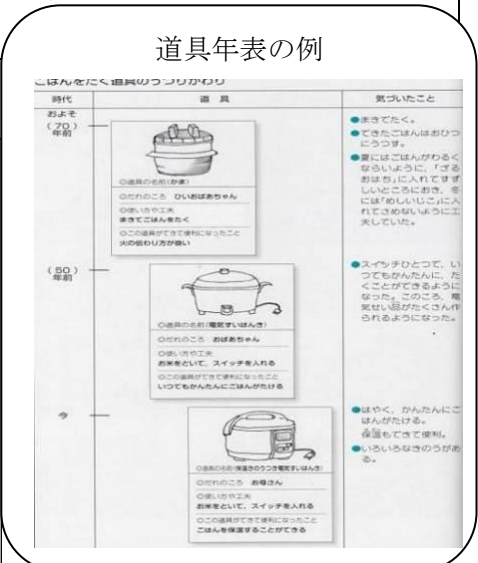 道具年表の例
ごはんをたく道具のうつりかわり
時代
道具
気づいたこと
およそ
(70)
年前
◎道具の名前(かま)
◎だれのころ ひいおばあちゃん
◎使い方や工夫
まきでごはんをたく
◎この道具ができて便利になったこと
火の伝わり方が良い
●まきでたく。
●できたごはんはおひつ
にうつす。
●夏にはごはんがわるく
ならないように、「ざる
おはち」に入れてすず
しいところにおき、冬
には「めしいじこ」に入
れてさめないように工
夫していた。
(50)
年前
◎道具の名前(電気すいはんき)
◎だれのころ おばあちゃん
◎使い方や工夫
お米をといで、スイッチを入れる
◎この道具ができて便利になったこと
いつでもかんたんにごはんがたける
●スイッチひとつで、い
つでもかんたんに、た
くことができるように
なった。このころ、電
気せい品がたくさん作
られるようになった。
今
◎道具の名前(保温きのうつき電気すいはんき)
◎だれのころ お母さん
◎使い方や工夫
お米をといで、スイッチを入れる
◎この道具ができて便利になったこと
ごはんを保温することができる
●はやく、かんたんにご
はんがたける。
保温もできて便利。
●いろいろなきのうがあ
る。